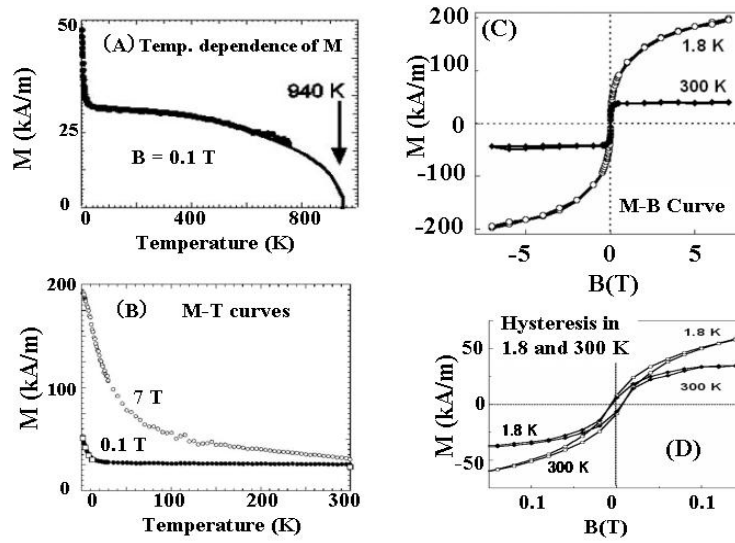 (A) Temp. dependence of M
940 K
B = 0.1 T
M (kA/m)
50
25
0
0
400
800
Temperature (K)
(B) M-T curves
7 T
0.1 T
M (kA/m)
200
100
0
0
100
200
300
Temperature (K)
(C)
1.8 K
300 K
M-B Curve
M (kA/m)
200
100
0
-100
-200
-5
0
5
B(T)
Hysteresis in
1.8 and 300 K
1.8 K
300 K
1.8 K
300 K
(D)
M (kA/m)
50
0
-50
0.1
0
0.1
B(T)